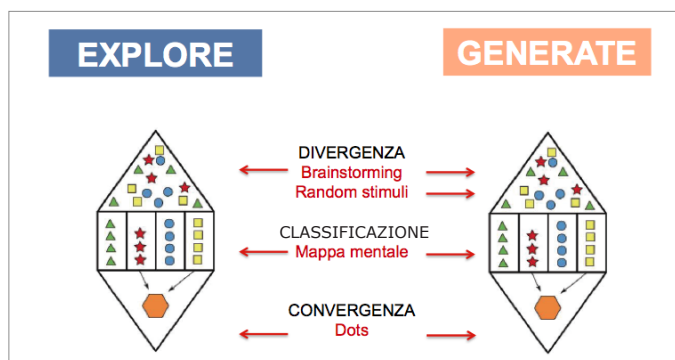 EXPLORE
GENERATE
DIVERGENZA
Brainstorming
Random stimuli
CLASSIFICAZIONE
Mappa mentale
CONVERGENZA
Dots